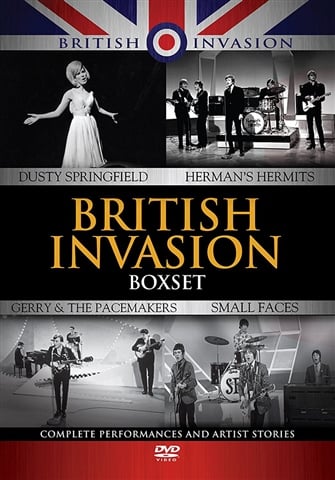 BRITISH INVASION
DUSTY SPRINGFIELD HERMAN'S HERMITS
BRITISH
INVASION
BOXSET
GERRY & THE PACEMAKERS SMALL FACES
COMPLETE PERFORMANCES AND ARTIST STORIES
DVD
VIDEO